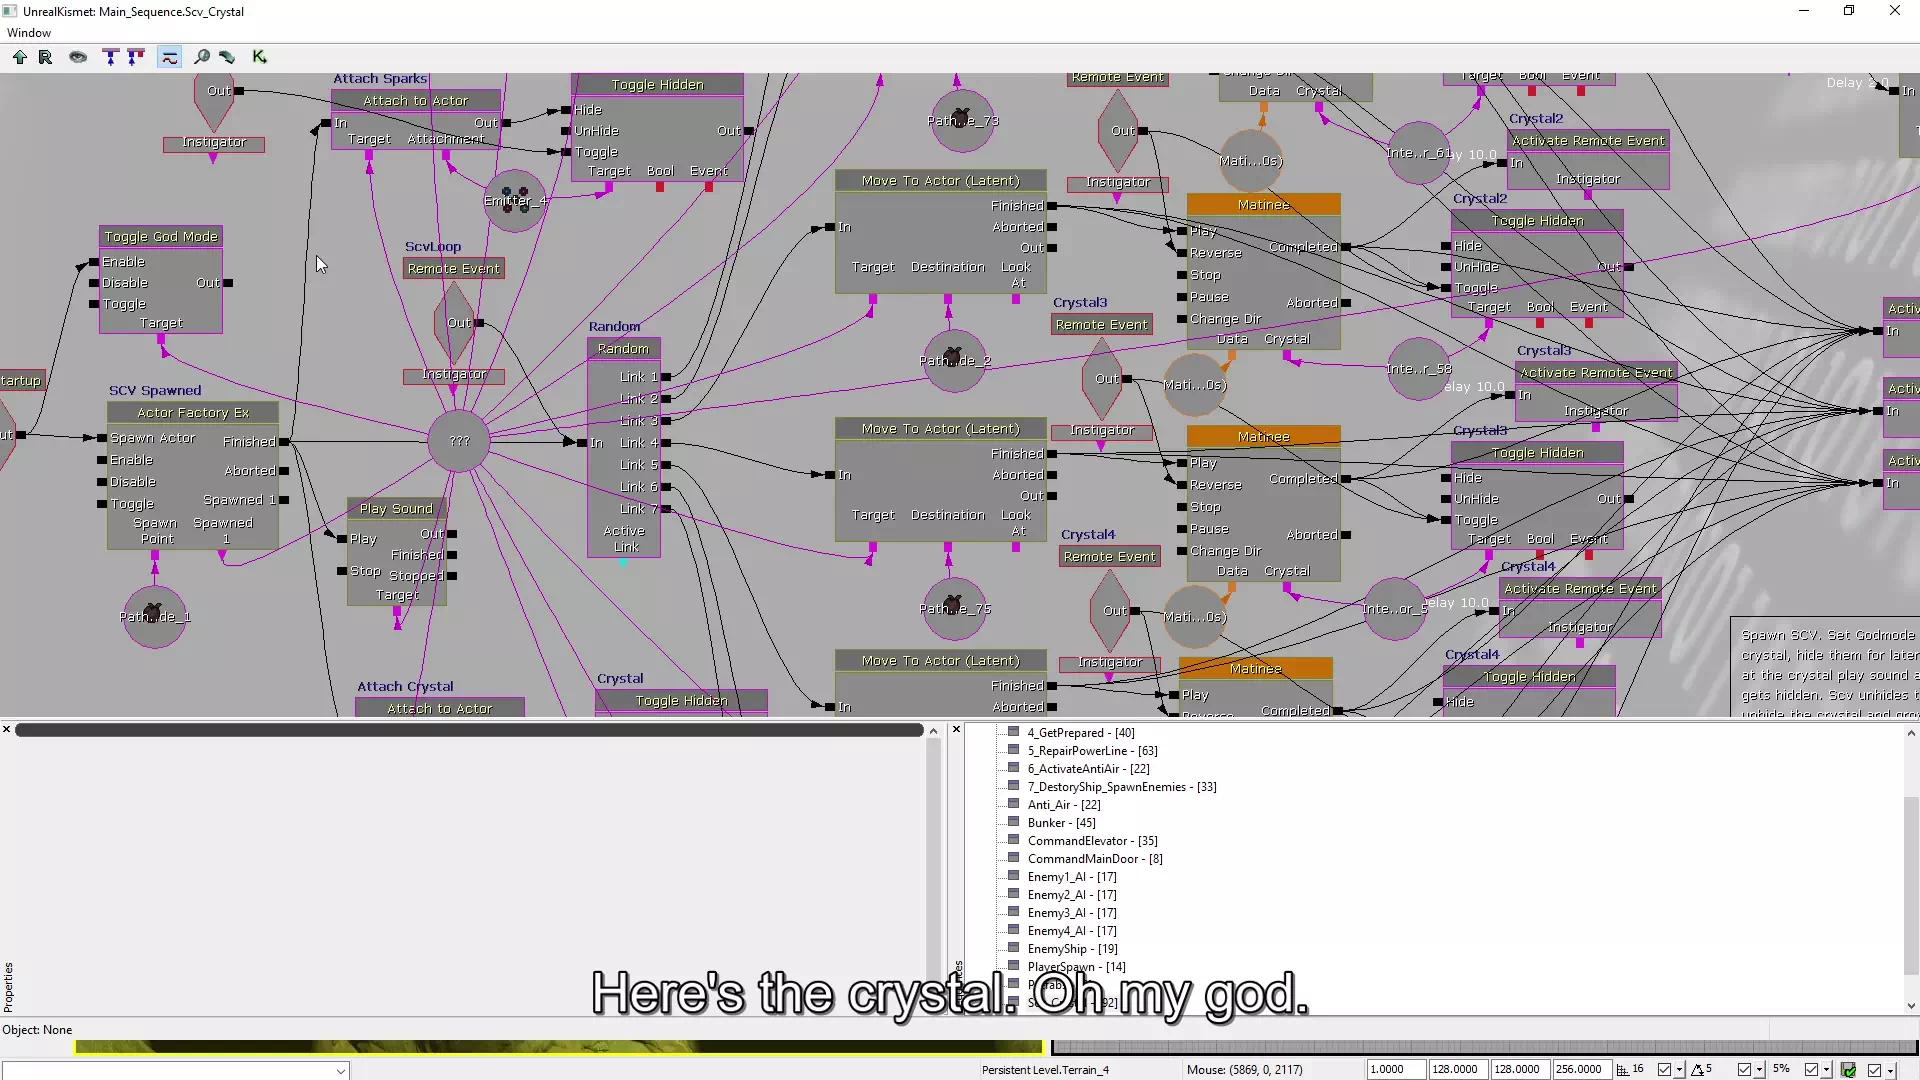 UnrealKismet: Main_Sequence.Scv_Crystal
Window
Attach Sparks
Attach to Actor
In Out
Target Attachment
Out
Instigator
Toggle Hidden
Hide
UnHide Out
Toggle
Target Bool Event
Emitter_4
Toggle God Mode
Enable
Disable Out
Toggle
Target
ScvLoop
Remote Event
Out
Instigator
tartup
SCV Spawned
Actor Factory Ex
Spawn Actor Finished
Enable
Aborted
Disable
Spawned 1
Toggle
Spawn Spawned
Point 1
???
Play Sound
Play Out
Finished
Stop Stopped
Target
Random
Random
Link 1
Link 2
Link 3
In Link 4
Link 5
Link 6
Link 7
Active
Link
Attach Crystal
Attach to Actor
Crystal
Toggle Hidden
Path...e_73
Move To Actor (Latent)
Finished
In Aborted
Out
Target Destination Look
At
Path...de_2
Move To Actor (Latent)
Finished
In Aborted
Out
Target Destination Look
At
Path...e_75
Move To Actor (Latent)
Finished
In Aborted
Path...de_1
Remote Event
Out
Instigator
Data Crystal
Mati...0s)
Matinee
Play
Reverse Completed
Stop
Pause Aborted
Change Dir
Data Crystal
Crystal3
Remote Event
Out
Instigator
Mati...0s)
Matinee
Play
Reverse Completed
Stop
Pause Aborted
Change Dir
Data Crystal
Crystal4
Remote Event
Out
Instigator
Mati...0s)
Matinee
Play
Completed
Target Bool Event
Delay 2.0
In
Crystal2
Activate Remote Event
In
Instigator
Inte...r_61
Crystal2
Toggle Hidden
Hide
UnHide Out
Toggle
Target Bool Event
Inte...r_58
Crystal3
Activate Remote Event
In
Instigator
Crystal3
Toggle Hidden
Hide
UnHide Out
Toggle
Target Bool Event
Crystal4
Activate Remote Event
In
Instigator
Crystal4
Toggle Hidden
Hide
Activ
In
Activ
In
Activ
In
Spawn SCV. Set Godmode
crystal, hide them for later
at the crystal play sound a
gets hidden. Scv unhides t
Properties
4_GetPrepared - [40]
5_RepairPowerLine - [63]
6_ActivateAntiAir - [22]
7_DestoryShip_SpawnEnemies - [33]
Anti_Air - [22]
Bunker - [45]
CommandElevator - [35]
CommandMainDoor - [8]
Enemy1_AI - [17]
Enemy2_AI - [17]
Enemy3_AI - [17]
Enemy4_AI - [17]
EnemyShip - [19]
PlayerSpawn - [14]
Here's the crystal. Oh my god.
Object: None
Persistent Level.Terrain_4
Mouse: (5869, 0, 2117)
1.0000 128.0000 128.0000 256.0000 16 5 5%